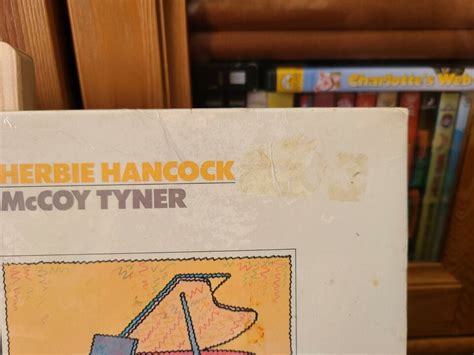 Charlotte's Web
HERBIE HANCOCK
McCOY TYNER